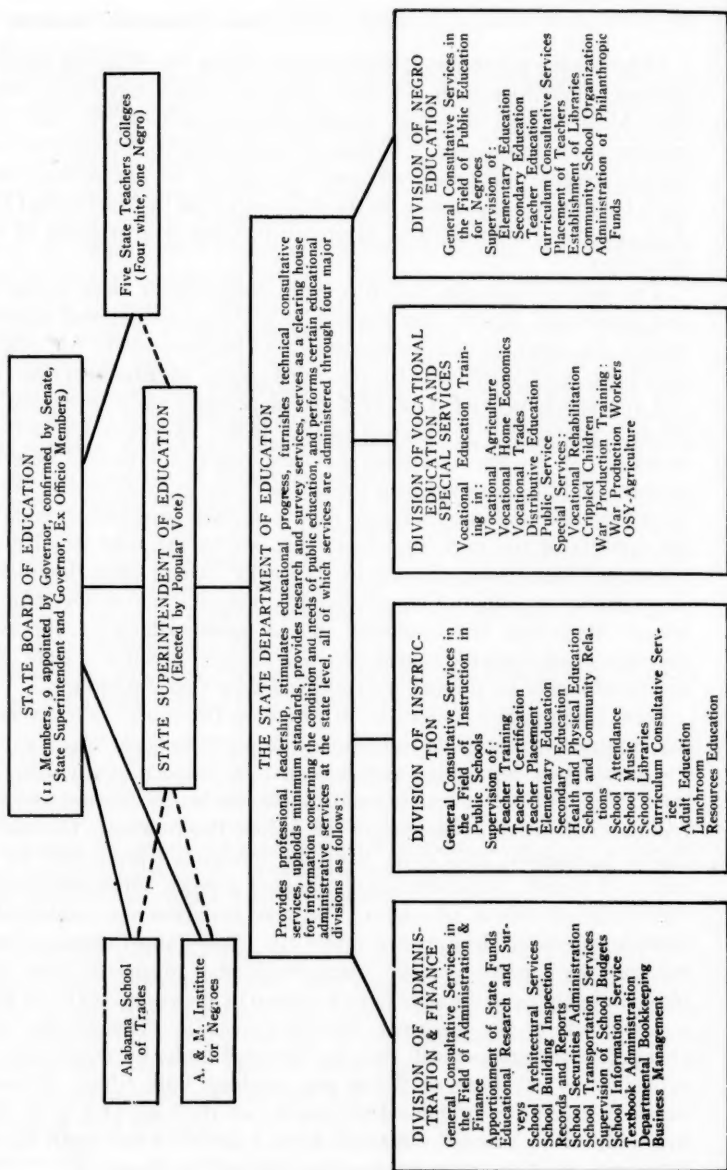 STATE BOARD OF EDUCATION
(11 Members, 9 appointed by Governor, confirmed by Senate,
State Superintendent and Governor, Ex Officio Members)
Five State Teachers Colleges
(Four white, one Negro)
STATE SUPERINTENDENT OF EDUCATION
(Elected by Popular Vote)
Alabama School
of Trades
A. & M. Institute
for Negroes
THE STATE DEPARTMENT OF EDUCATION
Provides professional leadership, stimulates educational progress, furnishes technical consultative
services, upholds minimum standards, provides research and survey services, serves as a clearing house
for information concerning the condition and needs of public education, and performs certain educational
administrative services at the state level, all of which services are administered through four major
divisions as follows:
DIVISION OF ADMINIS-
TRATION & FINANCE
General Consultative Services in
the Field of Administration &
Finance
Apportionment of State Funds
Educational Research and Sur-
veys
School Architectural Services
School Building Inspection
Records and Reports
School Securities Administration
School Transportation Services
Supervision of School Budgets
School Information Service
Textbook Administration
Departmental Bookkeeping
Business Management
DIVISION OF INSTRUC-
TION
General Consultative Services in
the Field of Instruction in
Public Schools
Supervision of:
Teacher Training
Teacher Certification
Teacher Placement
Elementary Education
Secondary Education
Health and Physical Education
School and Community Rela-
tions
School Attendance
School Music
School Libraries
Curriculum Consultative Serv-
ice
Adult Education
Lunchroom
Resources Education
DIVISION OF VOCATIONAL
EDUCATION AND
SPECIAL SERVICES
Vocational Education Train-
ing in:
Vocational Agriculture
Vocational Home Economics
Vocational Trades
Distributive Education
Public Service
Special Services:
Vocational Rehabilitation
Crippled Children
War Production Training:
War Production Workers
OSY-Agriculture
DIVISION OF NEGRO
EDUCATION
General Consultative Services in
the Field of Public Education
for Negroes
Supervision of:
Elementary Education
Secondary Education
Teacher Education
Curriculum Consultative Services
Placement of Teachers
Establishment of Libraries
Community School Organization
Administration of Philanthropic
Funds